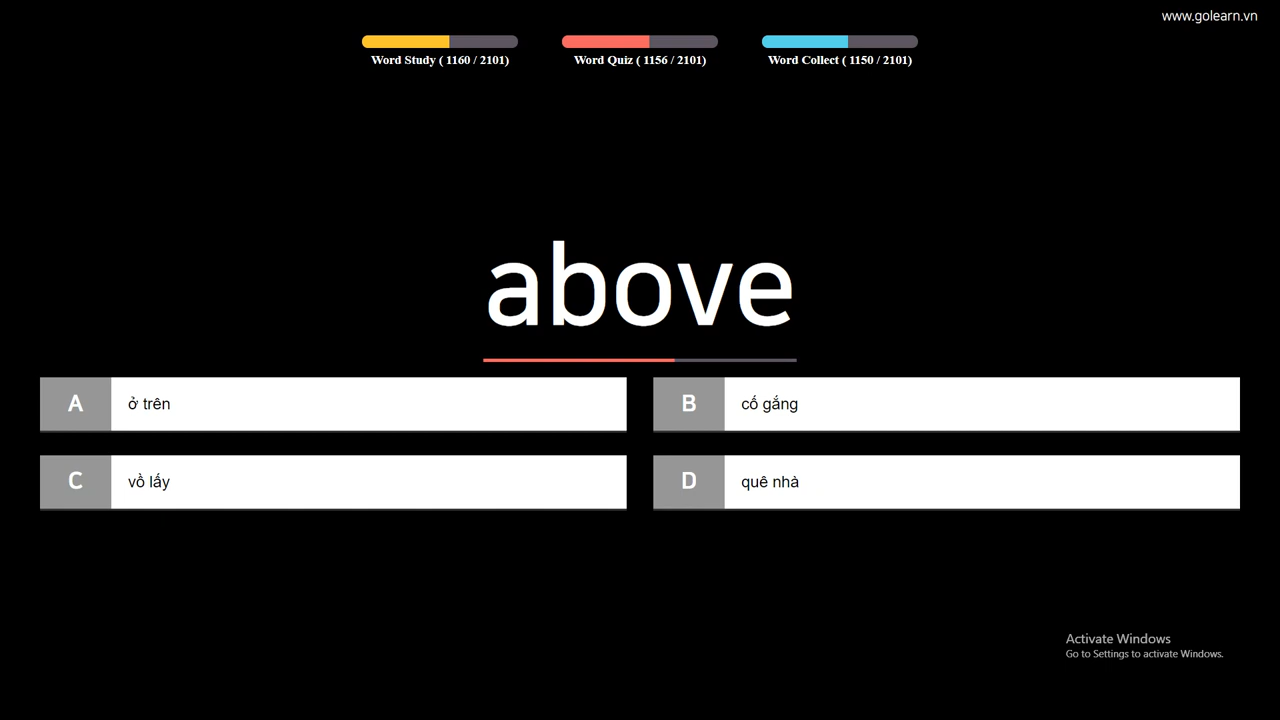 www.golearn.vn
Word Study ( 1160 / 2101)
Word Quiz ( 1156 / 2101)
Word Collect ( 1150 / 2101)
above
A ở trên
B cố gắng
C vồ lấy
D quê nhà
Activate Windows
Go to Settings to activate Windows.